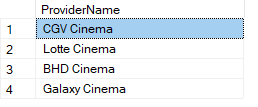 ProviderName
1 CGV Cinema
2 Lotte Cinema
3 BHD Cinema
4 Galaxy Cinema